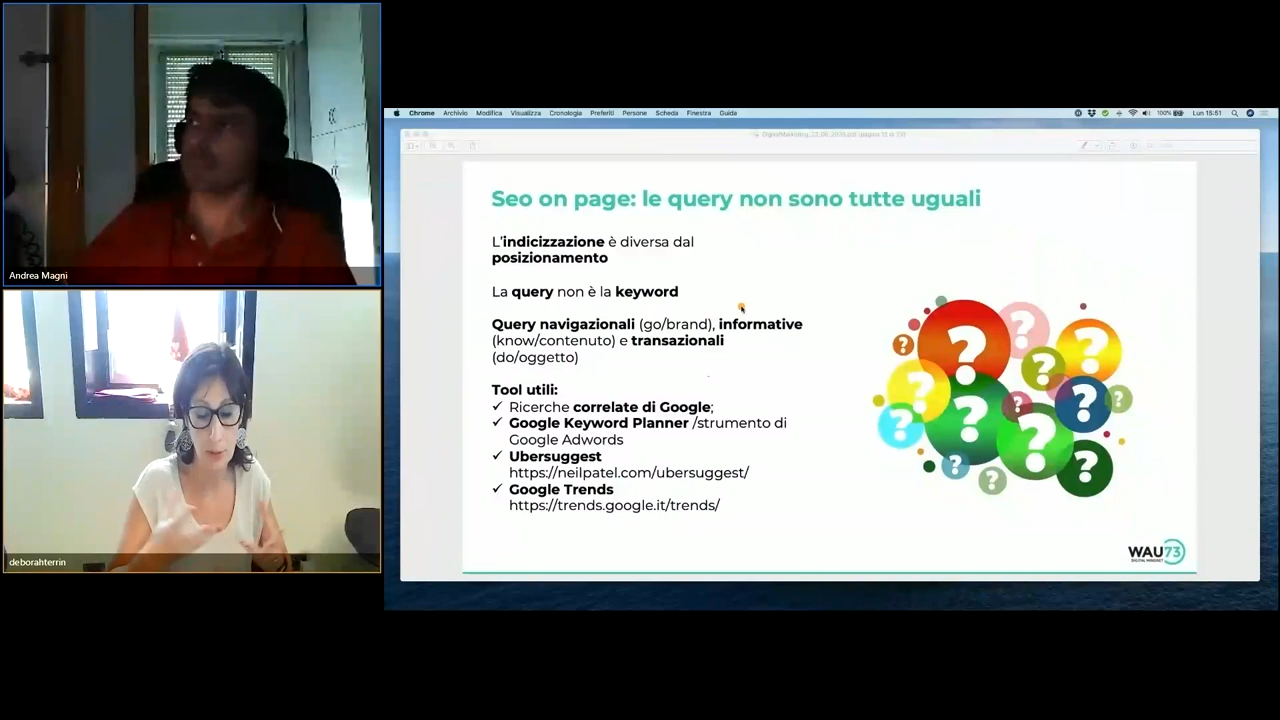 Andrea Magni
deborahterrin
Chrome Archivio Modifica Visualizza Cronologia Preferiti Persone Scheda Finestra Guida
100% Lun 15:51
Seo on page: le query non sono tutte uguali
L'indicizzazione è diversa dal
posizionamento
La query non è la keyword
Query navigazionali (go/brand), informative
(know/contenuto) e transazionali
(do/oggetto)
Tool utili:
✓ Ricerche correlate di Google;
✓ Google Keyword Planner /strumento di
Google Adwords
✓ Ubersuggest
https://neilpatel.com/ubersuggest/
✓ Google Trends
https://trends.google.it/trends/
? ? ? ? ? ? ? ? ? ? ? ? ? ?
WAU73
DIGITAL MINDSET